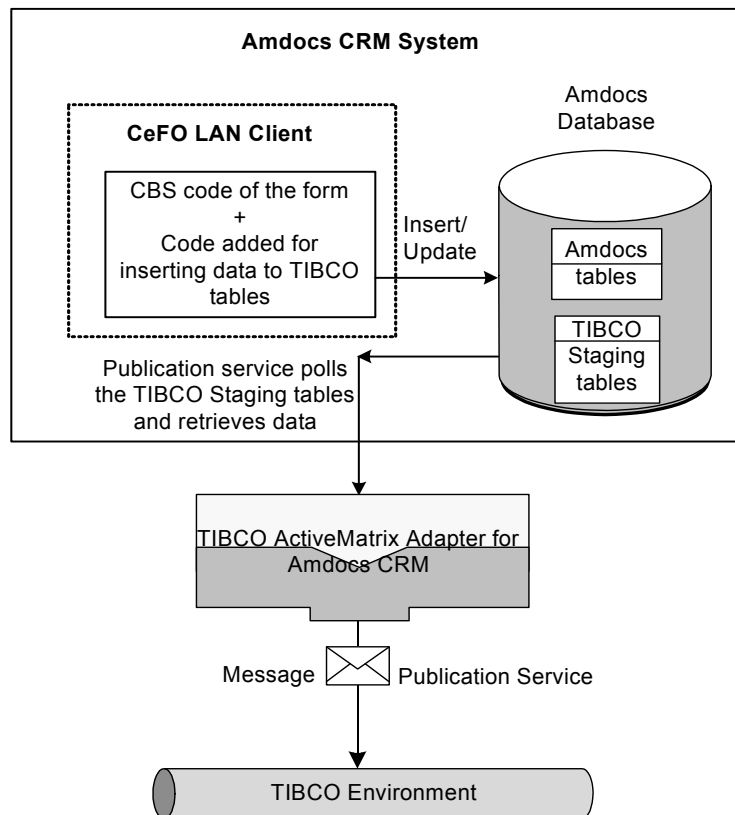 Amdocs CRM System
CeFO LAN Client
CBS code of the form
+
Code added for
inserting data to TIBCO
tables
Insert/
Update
Amdocs
Database
Amdocs
tables
TIBCO
Staging
tables
Publication service polls
the TIBCO Staging tables
and retrieves data
TIBCO ActiveMatrix Adapter for
Amdocs CRM
Message
Publication Service
TIBCO Environment